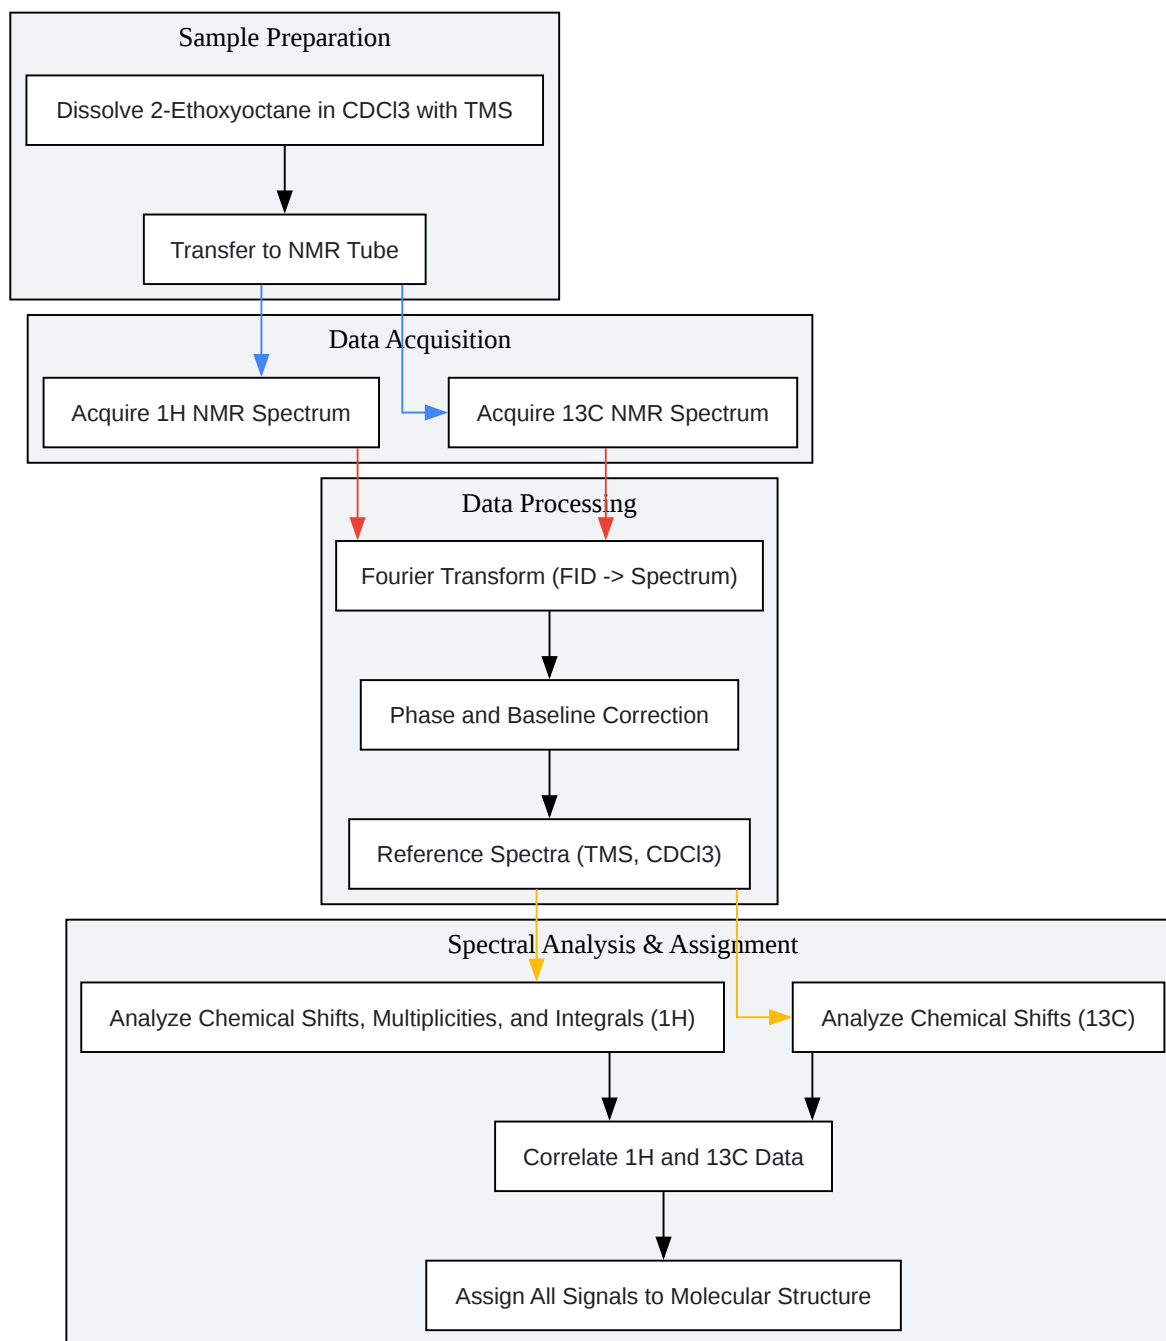 Sample Preparation
Dissolve 2-Ethoxyoctane in CDCl3 with TMS
Transfer to NMR Tube
Data Acquisition
Acquire 1H NMR Spectrum
Acquire 13C NMR Spectrum
Data Processing
Fourier Transform (FID -> Spectrum)
Phase and Baseline Correction
Reference Spectra (TMS, CDCl3)
Spectral Analysis & Assignment
Analyze Chemical Shifts, Multiplicities, and Integrals (1H)
Analyze Chemical Shifts (13C)
Correlate 1H and 13C Data
Assign All Signals to Molecular Structure